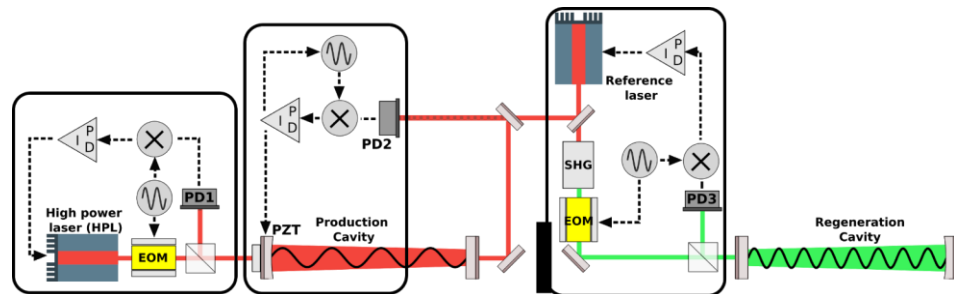 P
I
D
High power
laser (HPL)
EOM
PD1
P
I
D
PD2
PZT
Production
Cavity
Reference
laser
P
I
D
SHG
EOM
PD3
Regeneration
Cavity